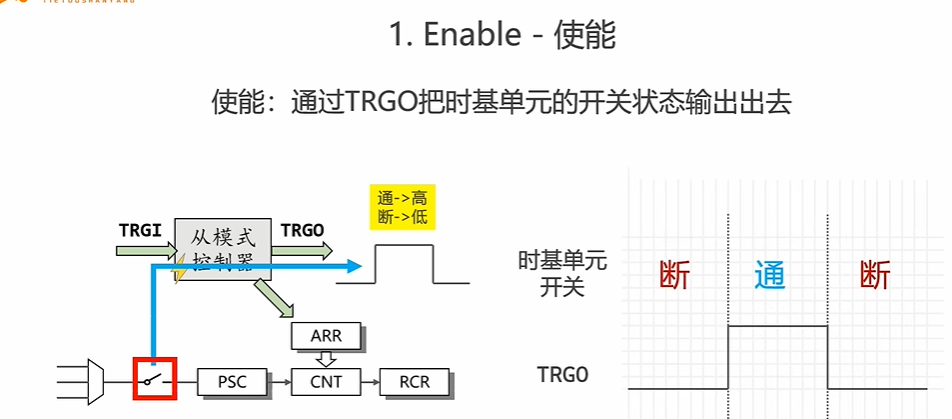 TIETOUSHANYANG
1. Enable - 使能
使能：通过TRGO把时基单元的开关状态输出出去
通->高
断->低
TRGI
从模式
控制器
TRGO
时基单元
开关
断
通
断
ARR
PSC
CNT
RCR
TRGO